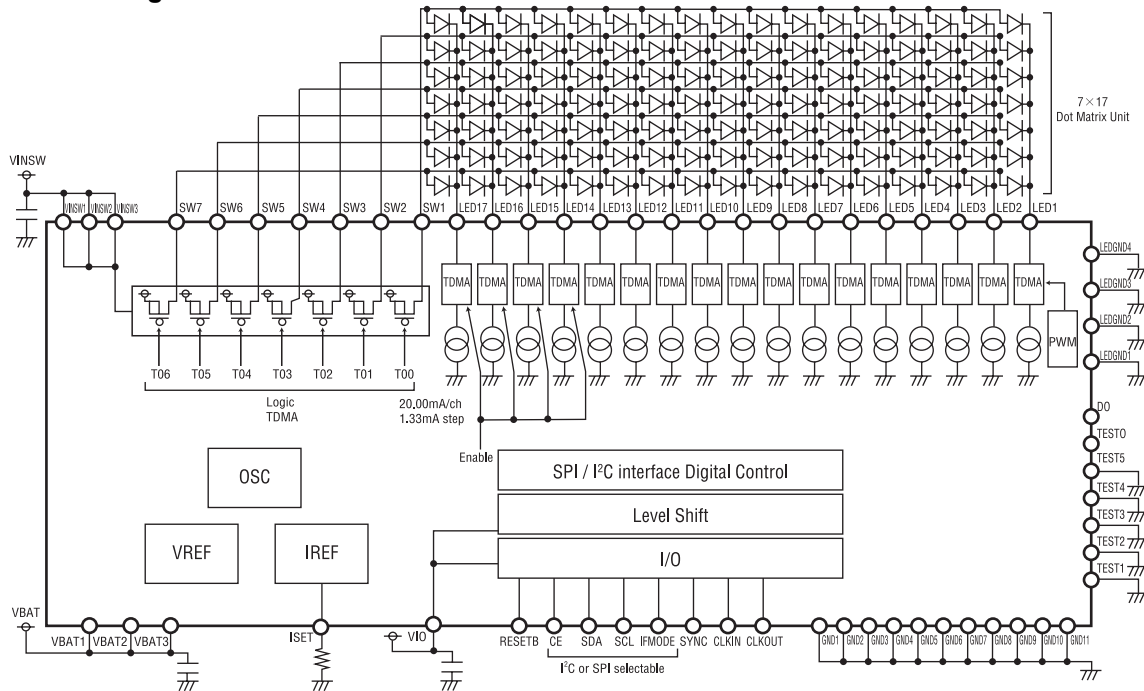 7×17
Dot Matrix Unit
VINSW
VINSW1 VINSW2 VINSW3 SW7 SW6 SW5 SW4 SW3 SW2 SW1 LED17 LED16 LED15 LED14 LED13 LED12 LED11 LED10 LED9 LED8 LED7 LED6 LED5 LED4 LED3 LED2 LED1
LEDGND4
LEDGND3
LEDGND2
LEDGND1
TDMA TDMA TDMA TDMA TDMA TDMA TDMA TDMA TDMA TDMA TDMA TDMA TDMA TDMA TDMA TDMA TDMA
PWM
T06 T05 T04 T03 T02 T01 T00
Logic
TDMA
20.00mA/ch
1.33mA step
Enable
DO
TESTO
TEST5
TEST4
TEST3
TEST2
TEST1
OSC
VREF
IREF
SPI / I²C interface Digital Control
Level Shift
I/O
VBAT
VBAT1 VBAT2 VBAT3
ISET
VIO
RESETB CE SDA SCL IFMODE SYNC CLKIN CLKOUT
I²C or SPI selectable
GND1 GND2 GND3 GND4 GND5 GND6 GND7 GND8 GND9 GND10 GND11